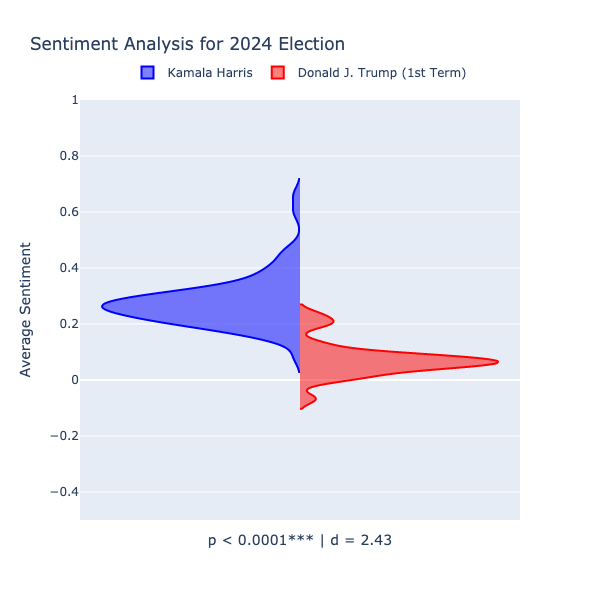 Sentiment Analysis for 2024 Election
Kamala Harris
Donald J. Trump (1st Term)
1
0.8
0.6
0.4
0.2
0
−0.2
−0.4
Average Sentiment
p < 0.0001*** | d = 2.43